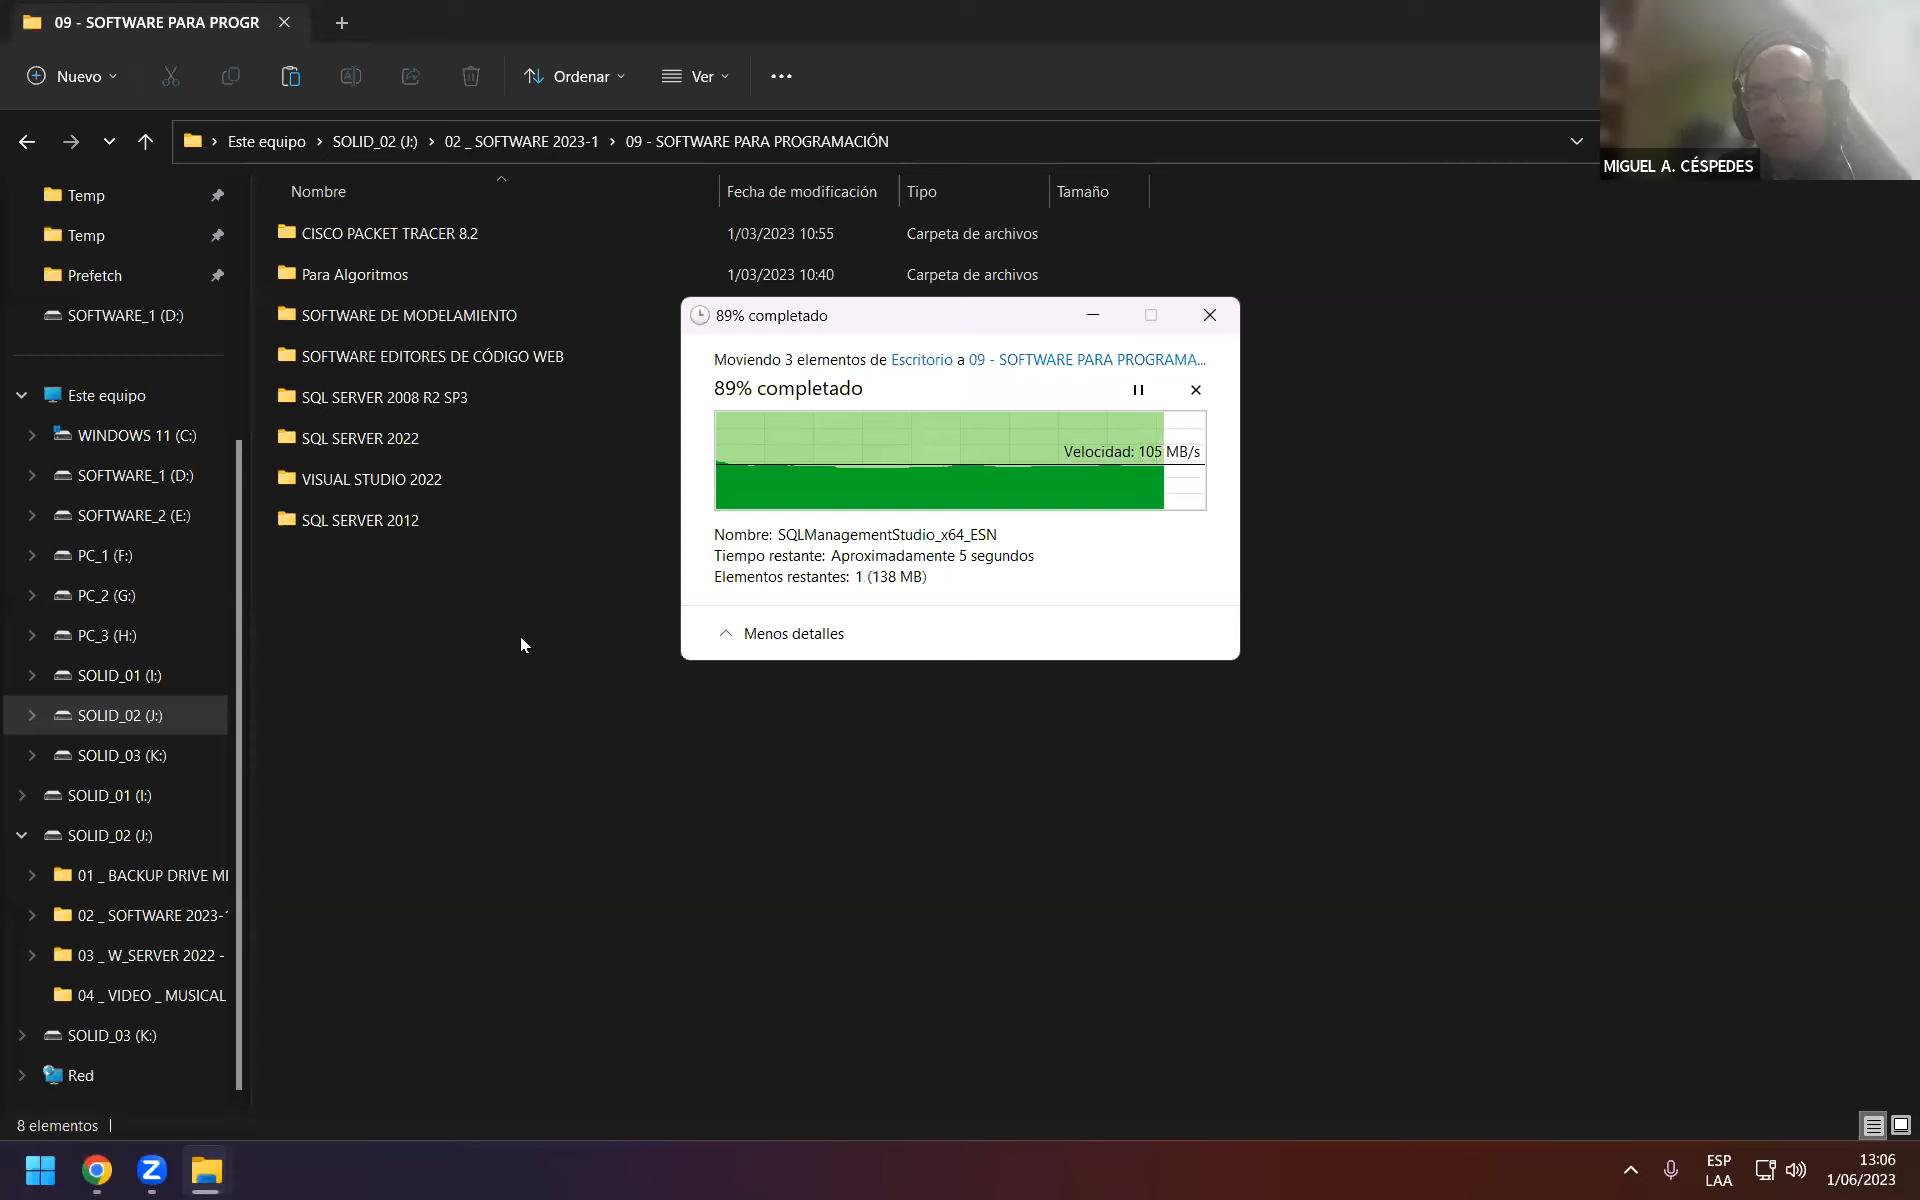 09 - SOFTWARE PARA PROGR
Nuevo
Ordenar
Ver
Este equipo
SOLID_02 (J:)
02 _ SOFTWARE 2023-1
09 - SOFTWARE PARA PROGRAMACIÓN
MIGUEL A. CÉSPEDES
Temp
Temp
Prefetch
SOFTWARE_1 (D:)
Este equipo
WINDOWS 11 (C:)
SOFTWARE_1 (D:)
SOFTWARE_2 (E:)
PC_1 (F:)
PC_2 (G:)
PC_3 (H:)
SOLID_01 (I:)
SOLID_02 (J:)
SOLID_03 (K:)
SOLID_01 (I:)
SOLID_02 (J:)
01 _ BACKUP DRIVE MI
02 _ SOFTWARE 2023-1
03 _ W_SERVER 2022 -
04 _ VIDEO _ MUSICAL
SOLID_03 (K:)
Red
Nombre Fecha de modificación Tipo Tamaño
CISCO PACKET TRACER 8.2 1/03/2023 10:55 Carpeta de archivos
Para Algoritmos 1/03/2023 10:40 Carpeta de archivos
SOFTWARE DE MODELAMIENTO
SOFTWARE EDITORES DE CÓDIGO WEB
SQL SERVER 2008 R2 SP3
SQL SERVER 2022
VISUAL STUDIO 2022
SQL SERVER 2012
89% completado
Moviendo 3 elementos de Escritorio a 09 - SOFTWARE PARA PROGRAMA...
89% completado
Velocidad: 105 MB/s
Nombre: SQLManagementStudio_x64_ESN
Tiempo restante: Aproximadamente 5 segundos
Elementos restantes: 1 (138 MB)
Menos detalles
8 elementos
ESP
LAA
13:06
1/06/2023